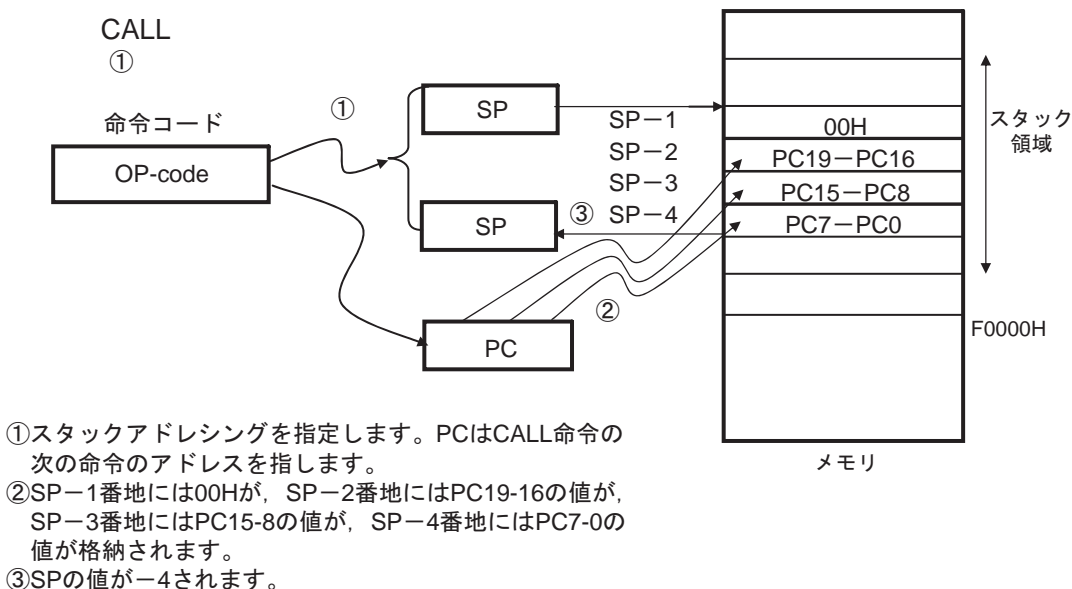 CALL
①
命令コード
OP-code
①
SP
SP
③
PC
②
SP－1
SP－2
SP－3
SP－4
00H
PC19－PC16
PC15－PC8
PC7－PC0
スタック
領域
F0000H
メモリ
①スタックアドレシングを指定します。PCはCALL命令の
次の命令のアドレスを指します。
②SP－1番地には00Hが，SP－2番地にはPC19-16の値が，
SP－3番地にはPC15-8の値が，SP－4番地にはPC7-0の
値が格納されます。
③SPの値が－4されます。